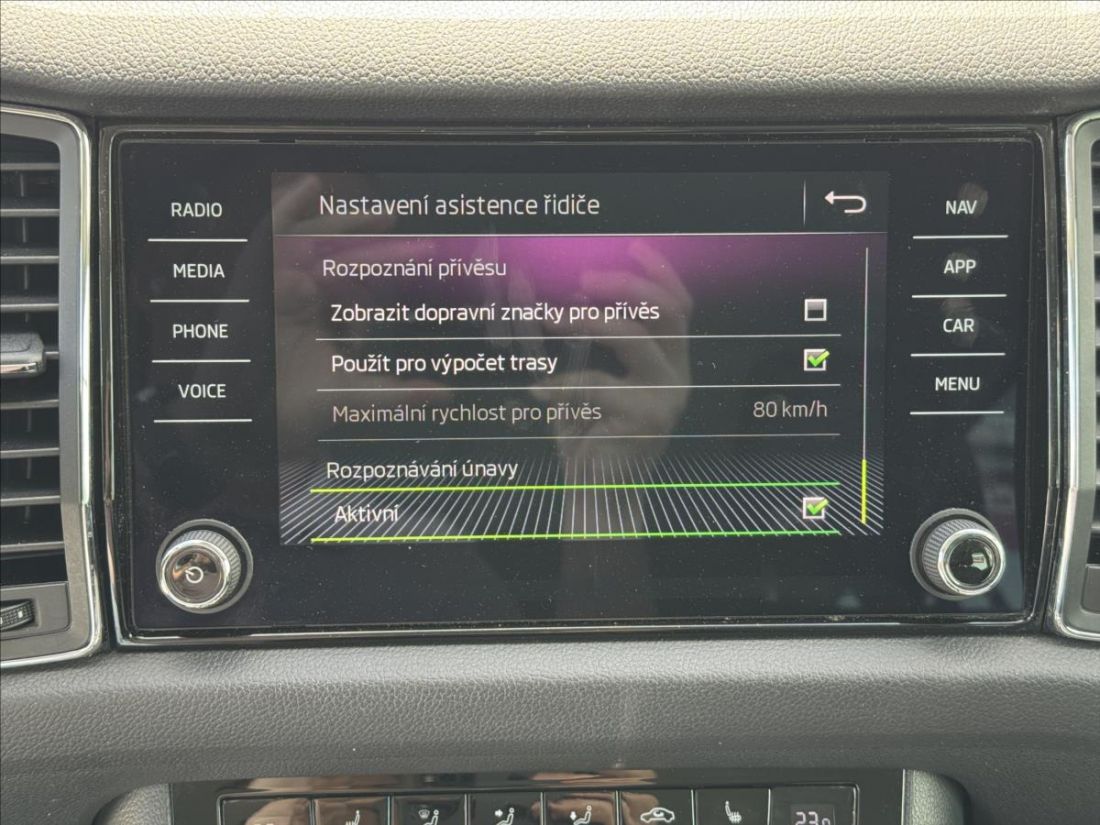 RADIO
MEDIA
PHONE
VOICE
Nastavení asistence řidiče
Rozpoznání přívěsu
Zobrazit dopravní značky pro přívěs
Použít pro výpočet trasy
Maximální rychlost pro přívěs 80 km/h
Rozpoznávání únavy
Aktivní
NAV
APP
CAR
MENU